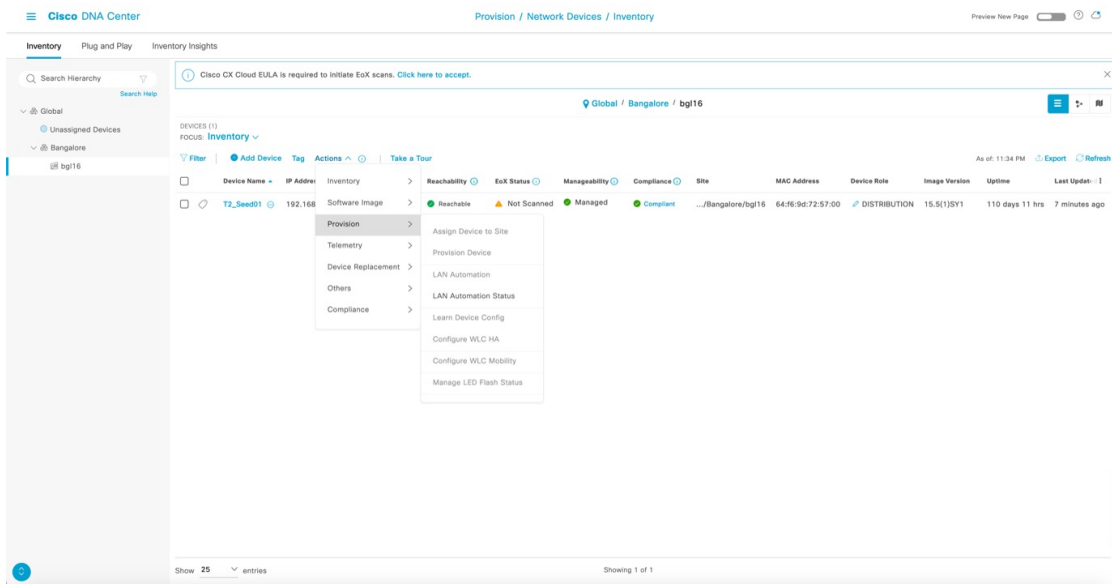 Cisco DNA Center
Provision / Network Devices / Inventory
Preview New Page
Inventory Plug and Play Inventory Insights
Search Hierarchy
Search Help
Global
Unassigned Devices
Bangalore
bgl16
Cisco CX Cloud EULA is required to initiate EoX scans. Click here to accept.
Global / Bangalore / bgl16
DEVICES (1)
FOCUS: Inventory
Filter Add Device Tag Actions Take a Tour As of: 11:34 PM Export Refresh
Device Name IP Addres Reachability EoX Status Manageability Compliance Site MAC Address Device Role Image Version Uptime Last Updat
T2_Seed01 192.168 Reachable Not Scanned Managed Compliant .../Bangalore/bgl16 64:f6:9d:72:57:00 DISTRIBUTION 15.5(1)SY1 110 days 11 hrs 7 minutes ago
Inventory
Software Image
Provision
Telemetry
Device Replacement
Others
Compliance
Assign Device to Site
Provision Device
LAN Automation
LAN Automation Status
Learn Device Config
Configure WLC HA
Configure WLC Mobility
Manage LED Flash Status
Show 25 entries
Showing 1 of 1